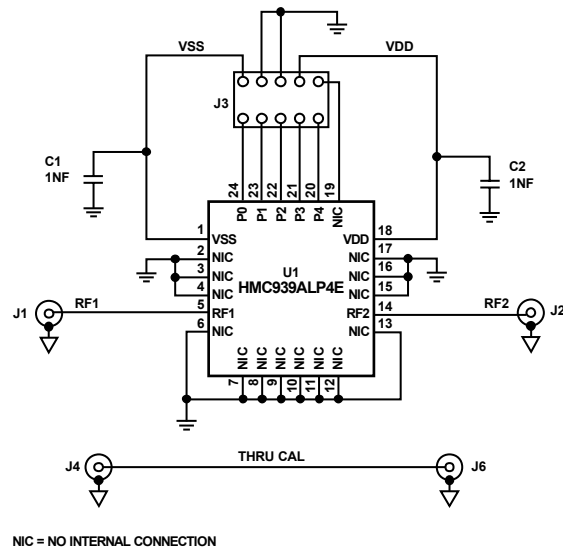 VSS
VDD
J3
C1
1NF
C2
1NF
24
23
22
21
20
19
P0
P1
P2
P3
P4
NIC
1
VSS
VDD
18
2
NIC
NIC
17
3
NIC
NIC
16
4
NIC
NIC
15
U1
HMC939ALP4E
J1
RF1
5
RF1
RF2
14
RF2
J2
6
NIC
NIC
13
NIC
NIC
NIC
NIC
NIC
NIC
7
8
9
10
11
12
J4
THRU CAL
J6
NIC = NO INTERNAL CONNECTION